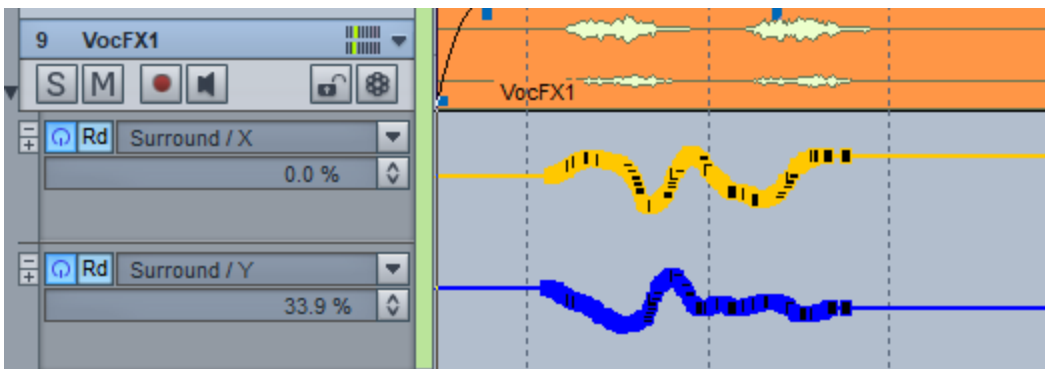 9 VocFX1
S M
VocFX1
Rd Surround / X
0.0 %
Rd Surround / Y
33.9 %